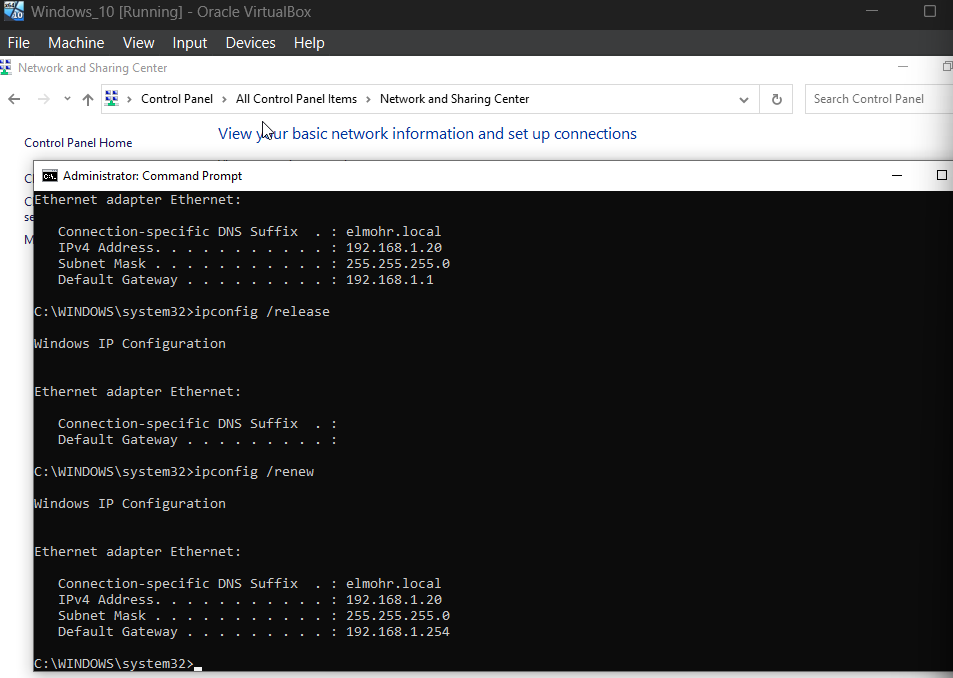 Windows_10 [Running] - Oracle VirtualBox
File Machine View Input Devices Help
Network and Sharing Center
Control Panel > All Control Panel Items > Network and Sharing Center
Search Control Panel
Control Panel Home
View your basic network information and set up connections
Administrator: Command Prompt
Ethernet adapter Ethernet:
Connection-specific DNS Suffix . : elmohr.local
IPv4 Address. . . . . . . . . . . : 192.168.1.20
Subnet Mask . . . . . . . . . . . : 255.255.255.0
Default Gateway . . . . . . . . . : 192.168.1.1
C:\WINDOWS\system32>ipconfig /release
Windows IP Configuration
Ethernet adapter Ethernet:
Connection-specific DNS Suffix . :
Default Gateway . . . . . . . . . :
C:\WINDOWS\system32>ipconfig /renew
Windows IP Configuration
Ethernet adapter Ethernet:
Connection-specific DNS Suffix . : elmohr.local
IPv4 Address. . . . . . . . . . . : 192.168.1.20
Subnet Mask . . . . . . . . . . . : 255.255.255.0
Default Gateway . . . . . . . . . : 192.168.1.254
C:\WINDOWS\system32>